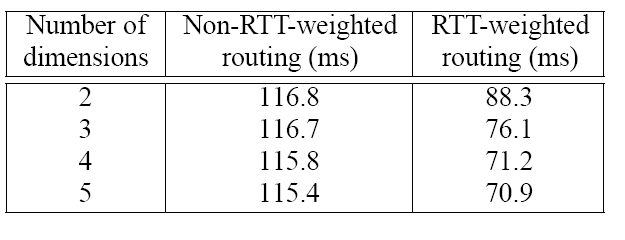 Number of dimensions Non-RTT-weighted routing (ms) RTT-weighted routing (ms)
2 116.8 88.3
3 116.7 76.1
4 115.8 71.2
5 115.4 70.9